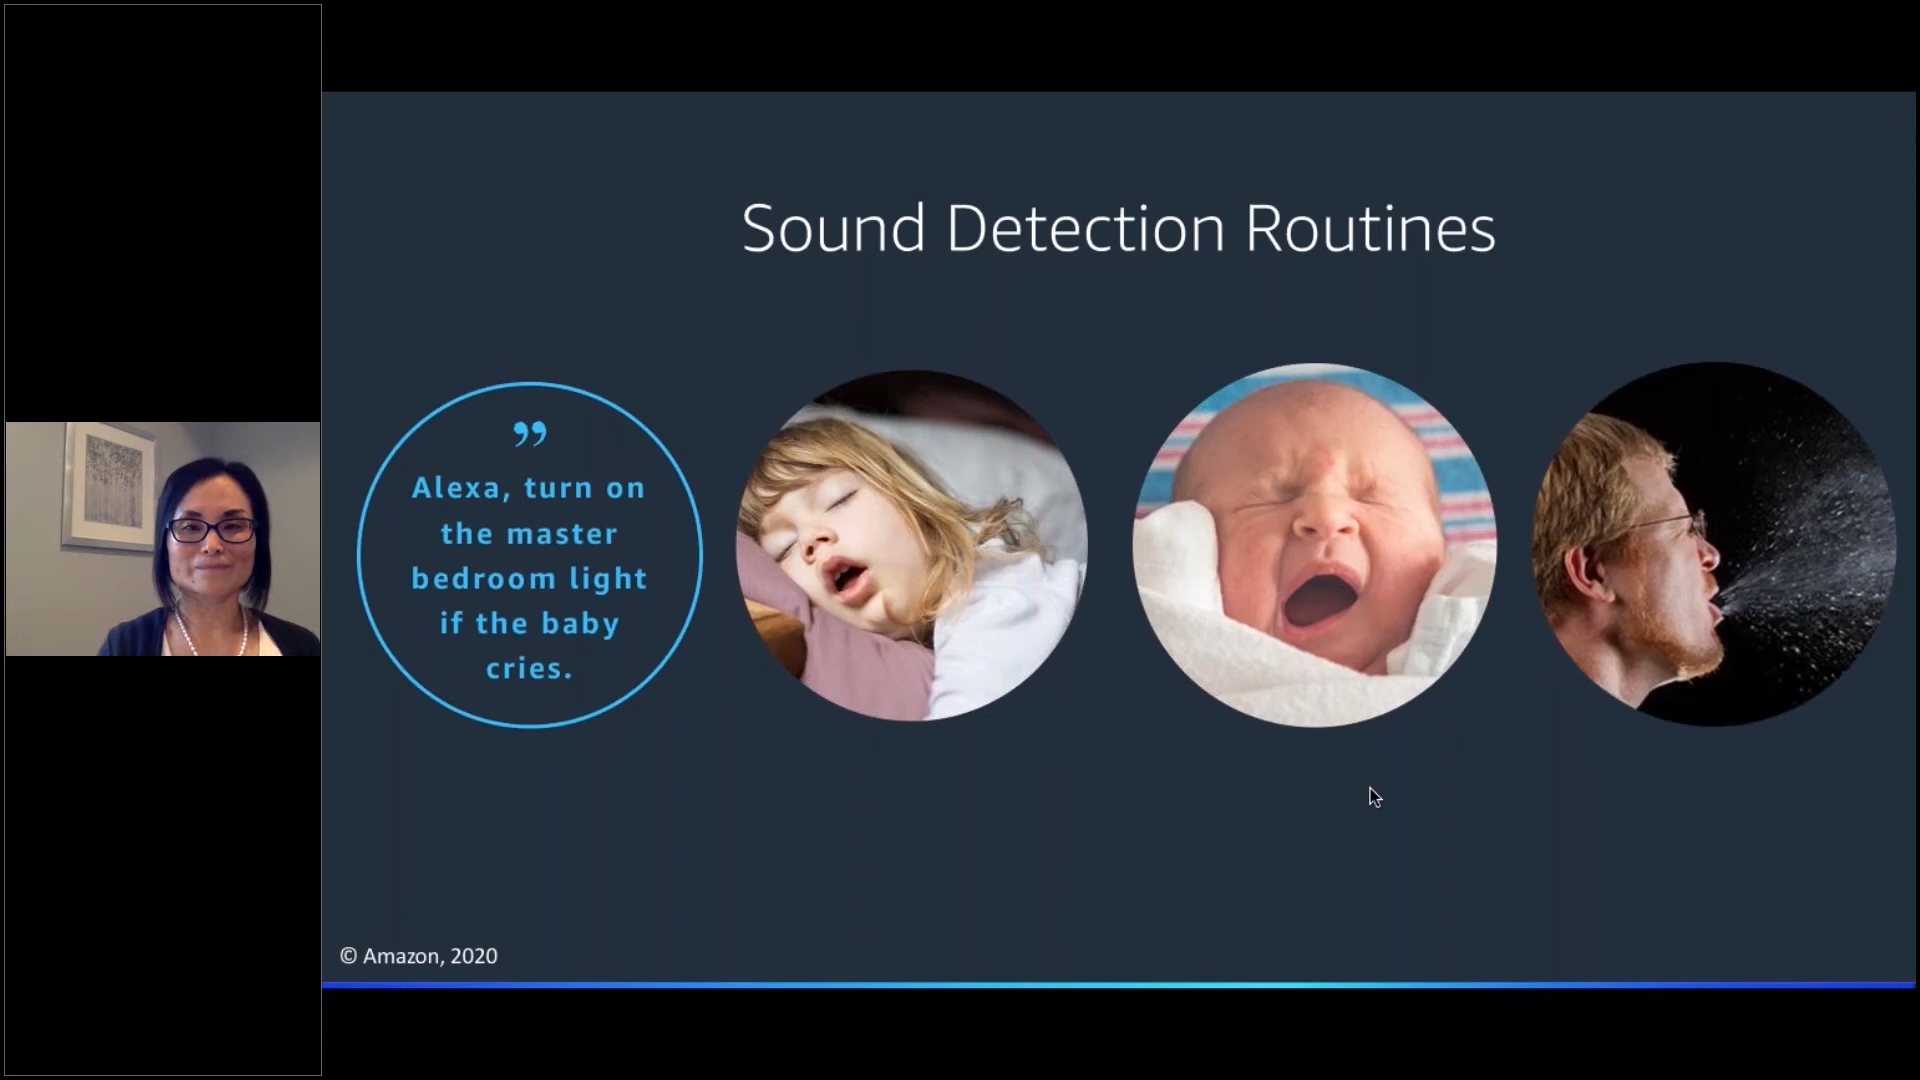 Sound Detection Routines
”
Alexa, turn on
the master
bedroom light
if the baby
cries.
© Amazon, 2020